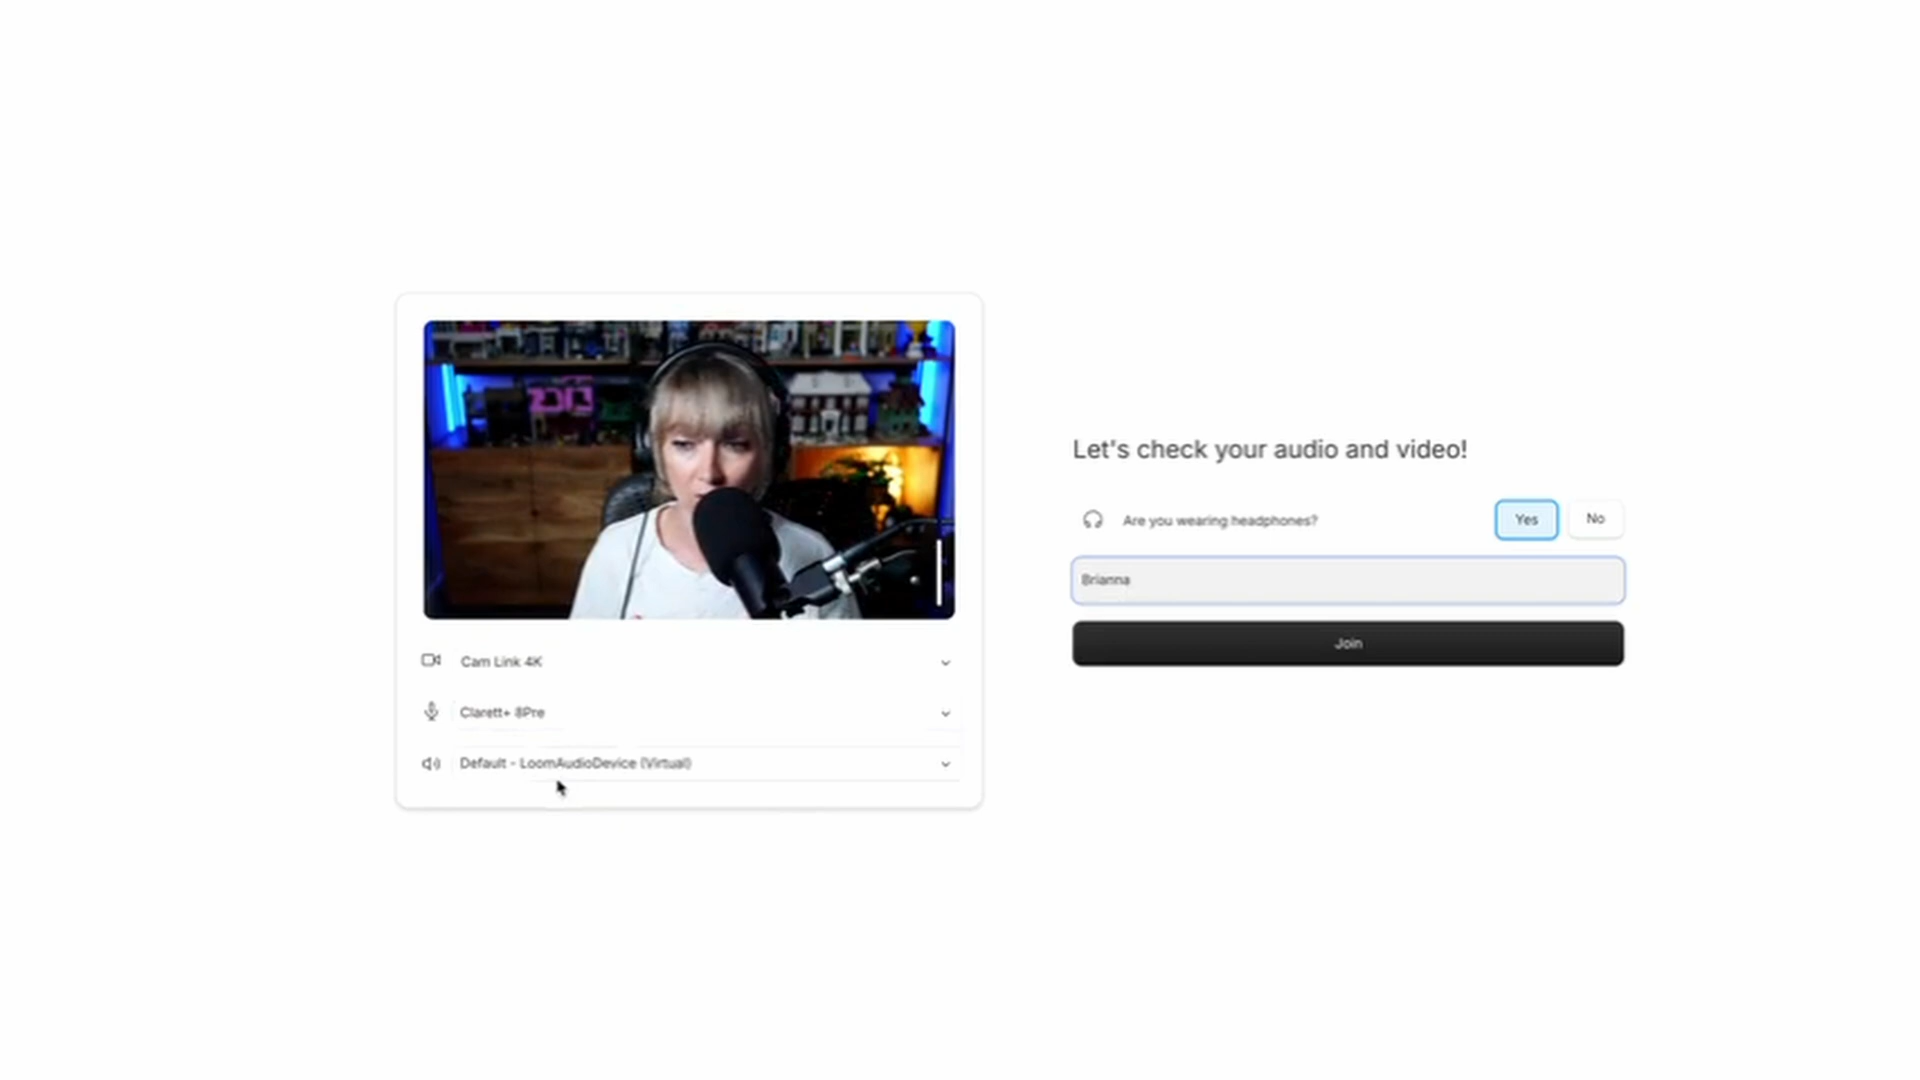 Cam Link 4K
Clarett+ 8Pre
Default - LoomAudioDevice (Virtual)
Let's check your audio and video!
Are you wearing headphones?
Yes
No
Brianna
Join